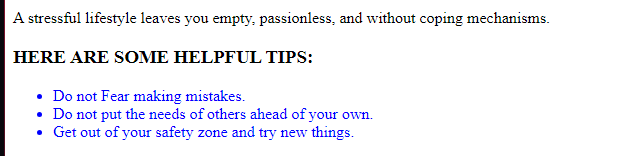 A stressful lifestyle leaves you empty, passionless, and without coping mechanisms.
HERE ARE SOME HELPFUL TIPS:
Do not Fear making mistakes.
Do not put the needs of others ahead of your own.
Get out of your safety zone and try new things.